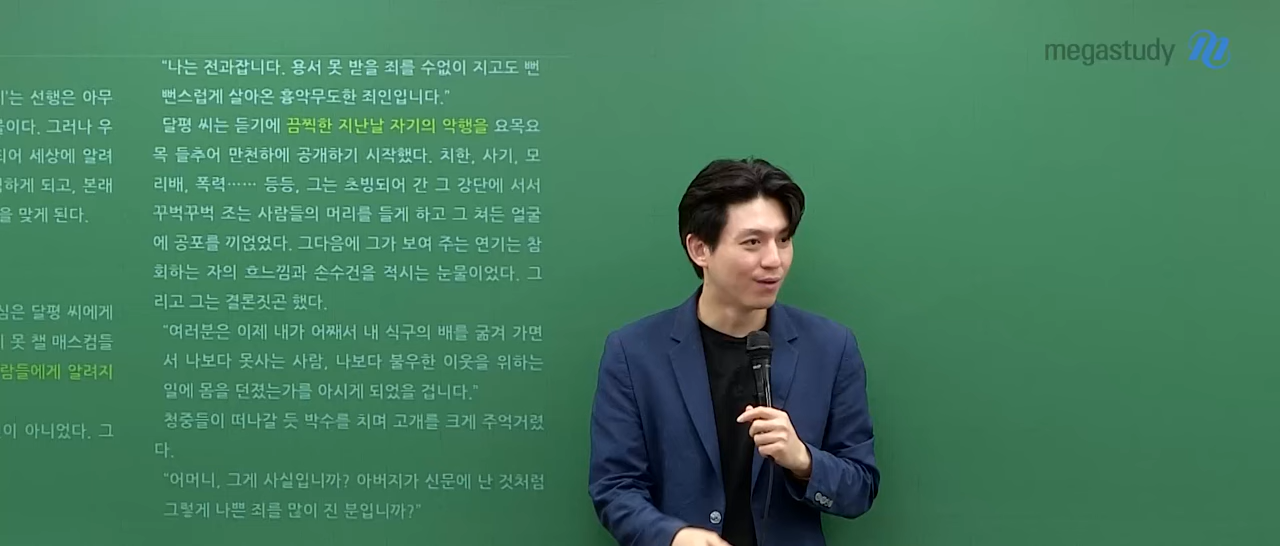 megastudy
'는 선행은 아무
이다. 그러나 우
되어 세상에 알려
하게 되고, 본래
을 맞게 된다.
심은 달평 씨에게
못 챌 매스컴들
람들에게 알려지
이 아니었다. 그
"나는 전과잡니다. 용서 못 받을 죄를 수없이 지고도 뻔
뻔스럽게 살아온 흉악무도한 죄인입니다."
달평 씨는 듣기에 끔찍한 지난날 자기의 악행을 요목요
목 들추어 만천하에 공개하기 시작했다. 치한, 사기, 모
리배, 폭력…… 등등, 그는 초빙되어 간 그 강단에 서서
꾸벅꾸벅 조는 사람들의 머리를 들게 하고 그 쳐든 얼굴
에 공포를 끼얹었다. 그다음에 그가 보여 주는 연기는 참
회하는 자의 흐느낌과 손수건을 적시는 눈물이었다. 그
리고 그는 결론짓곤 했다.
"여러분은 이제 내가 어째서 내 식구의 배를 굶겨 가면
서 나보다 못사는 사람, 나보다 불우한 이웃을 위하는
일에 몸을 던졌는가를 아시게 되었을 겁니다."
청중들이 떠나갈 듯 박수를 치며 고개를 크게 주억거렸
다.
"어머니, 그게 사실입니까? 아버지가 신문에 난 것처럼
그렇게 나쁜 죄를 많이 진 분입니까?"